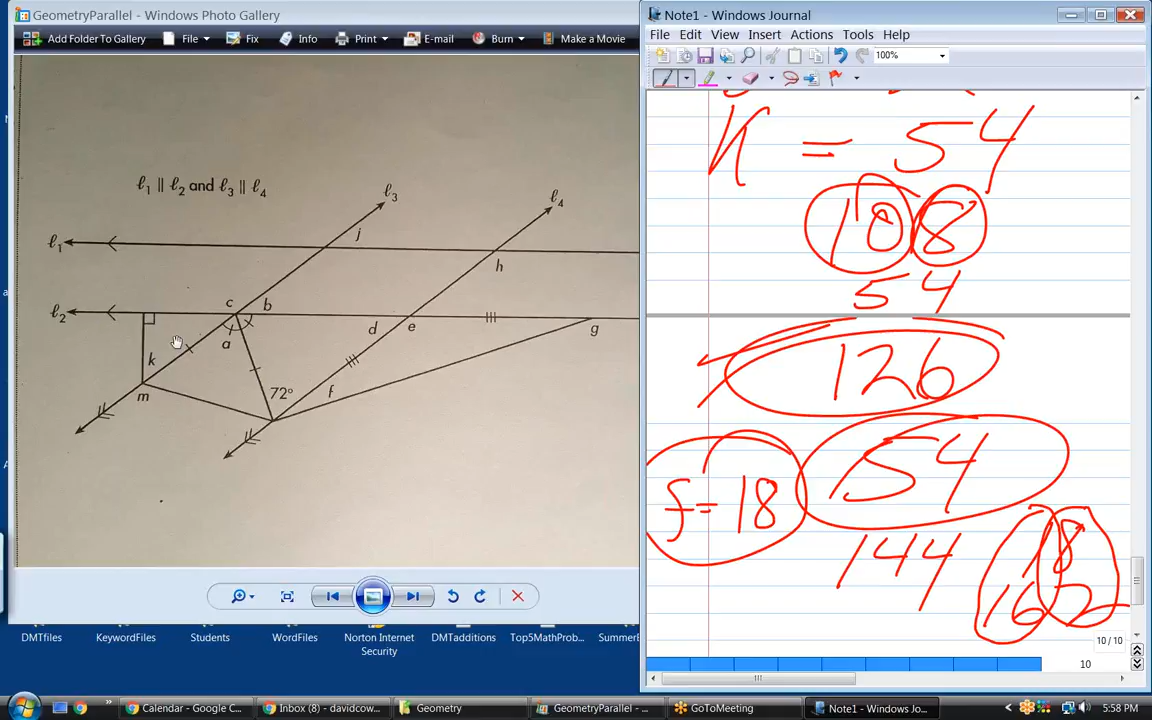 GeometryParallel - Windows Photo Gallery
Add Folder To Gallery File Fix Info Print E-mail Burn Make a Movie
ℓ₁ ∥ ℓ₂ and ℓ₃ ∥ ℓ₄
ℓ₃
ℓ₄
ℓ₁
j
h
ℓ₂
c b
d e
g
a
k
m
72°
f
DMTfiles KeywordFiles Students WordFiles Norton Internet Security DMTadditions Top5MathProb... SummerE
Note1 - Windows Journal
File Edit View Insert Actions Tools Help
100%
K = 54
108
54
126
54
f = 18
144
18
162
10 / 10
10
Calendar - Google C... Inbox (8) - davidcow... Geometry GeometryParallel - ... GoToMeeting Note1 - Windows Jo... 5:58 PM